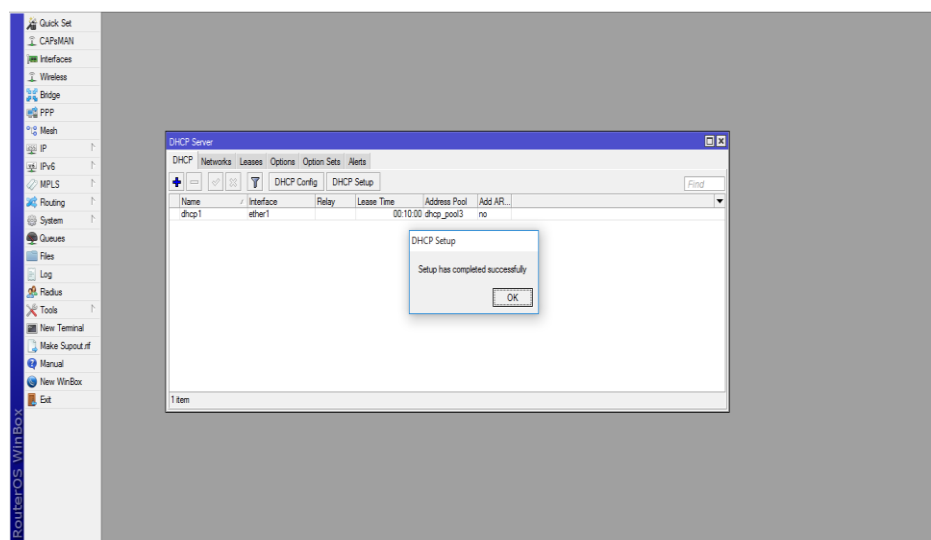 Quick Set
CAPsMAN
Interfaces
Wireless
Bridge
PPP
Mesh
IP
IPv6
MPLS
Routing
System
Queues
Files
Log
Radius
Tools
New Terminal
Make Supout.rif
Manual
New WinBox
Exit
RouterOS WinBox
DHCP Server
DHCP Networks Leases Options Option Sets Alerts
DHCP Config DHCP Setup Find
Name Interface Relay Lease Time Address Pool Add AR...
dhcp1 ether1 00:10:00 dhcp_pool3 no
DHCP Setup
Setup has completed successfully
OK
1 item